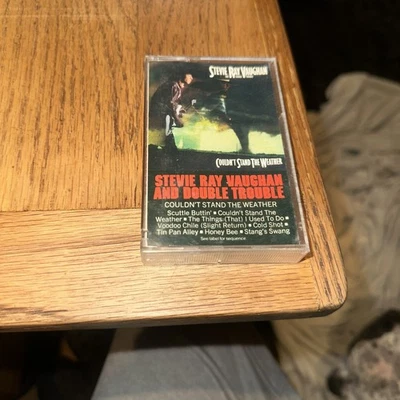 STEVIE RAY VAUGHAN
COULDN'T STAND THE WEATHER
STEVIE RAY VAUGHAN
AND DOUBLE TROUBLE
COULDN'T STAND THE WEATHER
Scuttle Buttin' • Couldn't Stand The
Weather • The Things (That) I Used To Do •
Voodoo Chile (Slight Return) • Cold Shot •
Tin Pan Alley • Honey Bee • Stang's Swang
See label for sequence.